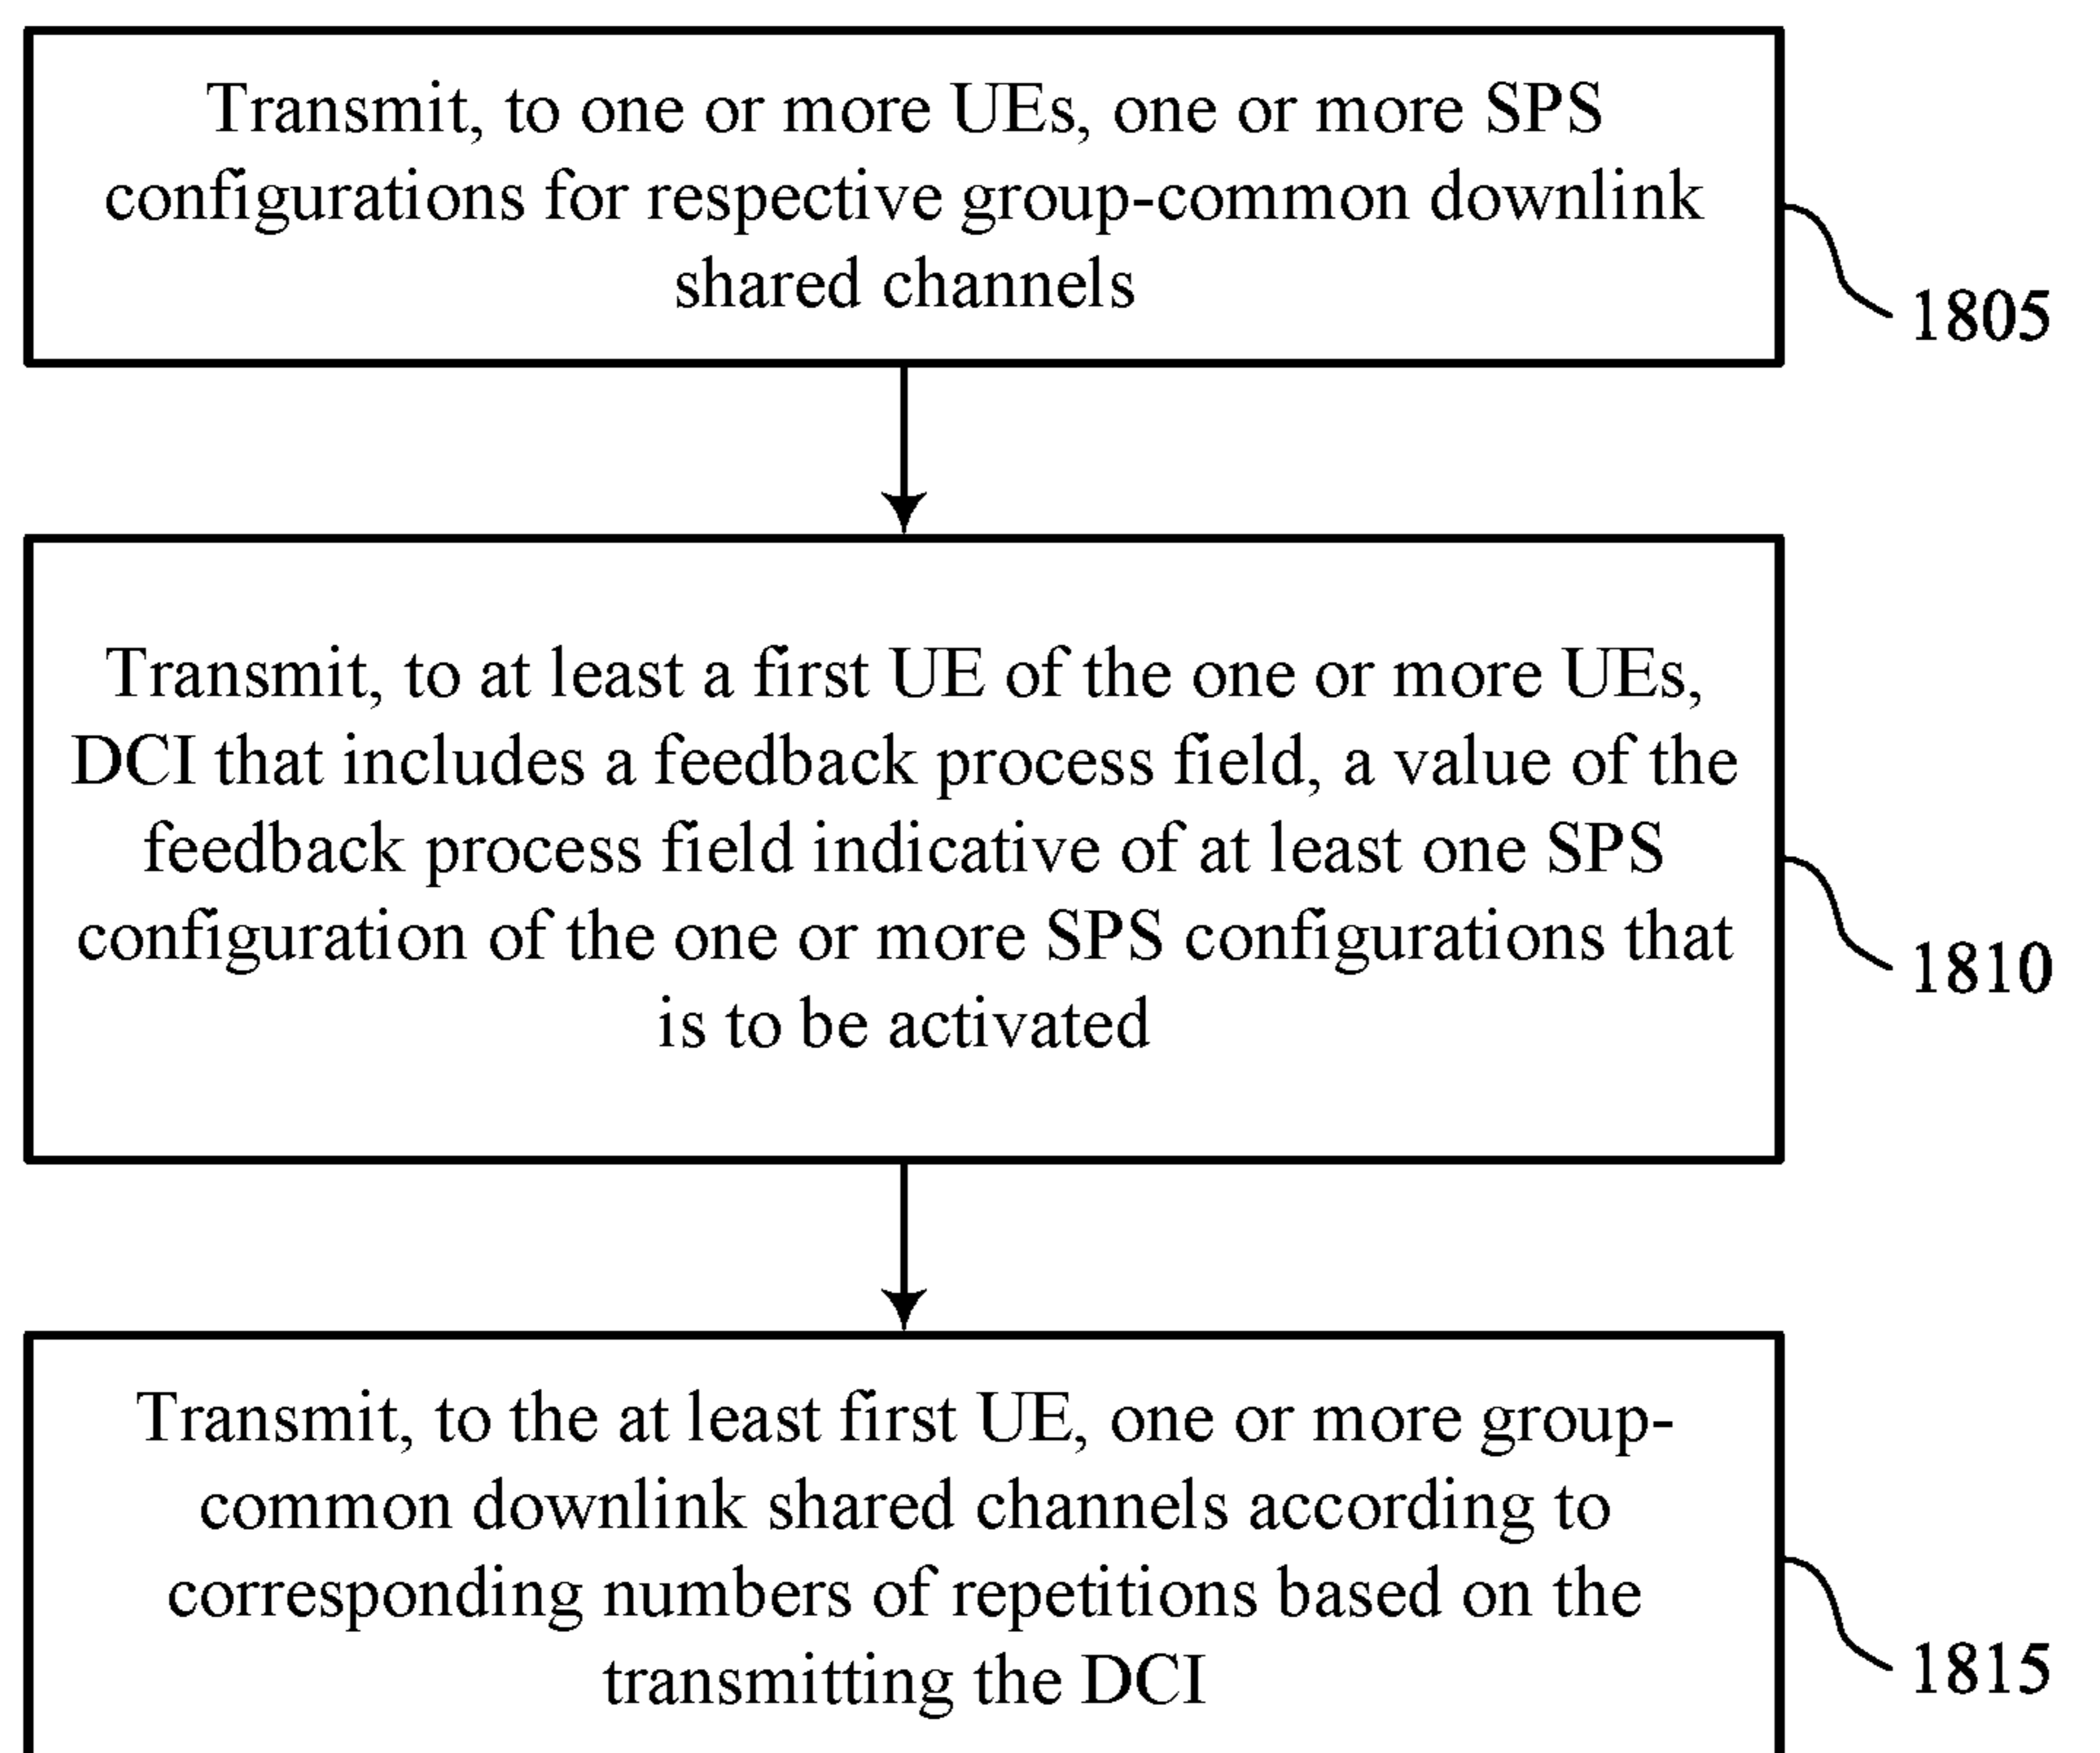 Transmit, to one or more UEs, one or more SPS
configurations for respective group-common downlink
shared channels
1805
Transmit, to at least a first UE of the one or more UEs,
DCI that includes a feedback process field, a value of the
feedback process field indicative of at least one SPS
configuration of the one or more SPS configurations that
is to be activated
1810
Transmit, to the at least first UE, one or more group-
common downlink shared channels according to
corresponding numbers of repetitions based on the
transmitting the DCI
1815